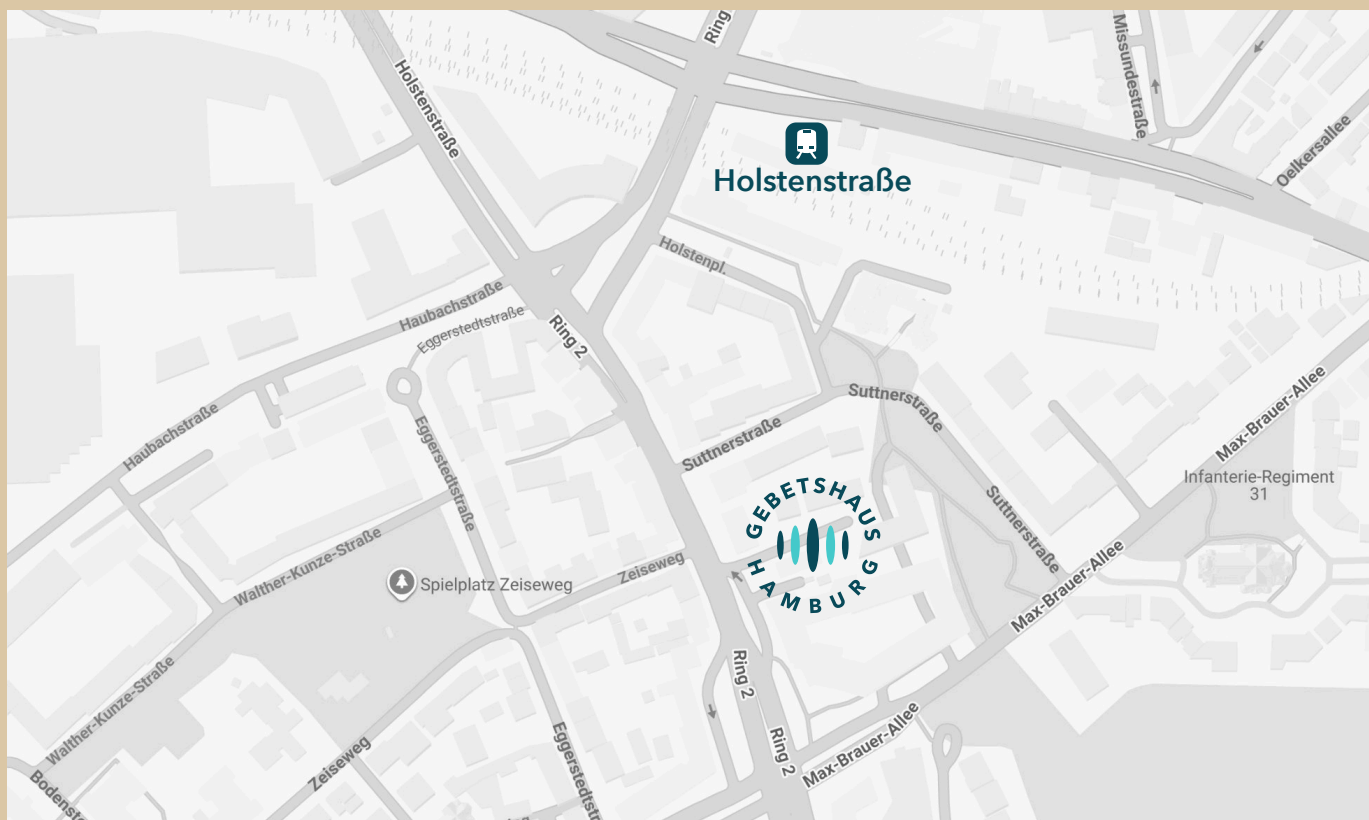 Ring
Missundestraße
Holstenstraße
Oelkersallee
Holstenstraße
Holstenpl.
Haubachstraße
Eggerstedtstraße
Ring 2
Max-Brauer-Allee
Suttnerstraße
Haubachstraße
Suttnerstraße
Eggerstedtstraße
Infanterie-Regiment
31
GEBETSHAUS
HAMBURG
Suttnerstraße
Walther-Kunze-Straße
Zeiseweg
Spielplatz Zeiseweg
Max-Brauer-Allee
Ring 2
Walther-Kunze-Straße
Max-Brauer-Allee
Ring 2
Zeiseweg
Eggerstedtstr
Bodenst